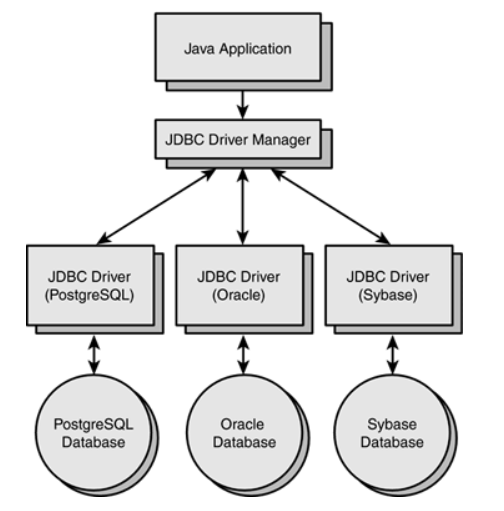 Java Application
JDBC Driver Manager
JDBC Driver
(PostgreSQL)
JDBC Driver
(Oracle)
JDBC Driver
(Sybase)
PostgreSQL
Database
Oracle
Database
Sybase
Database